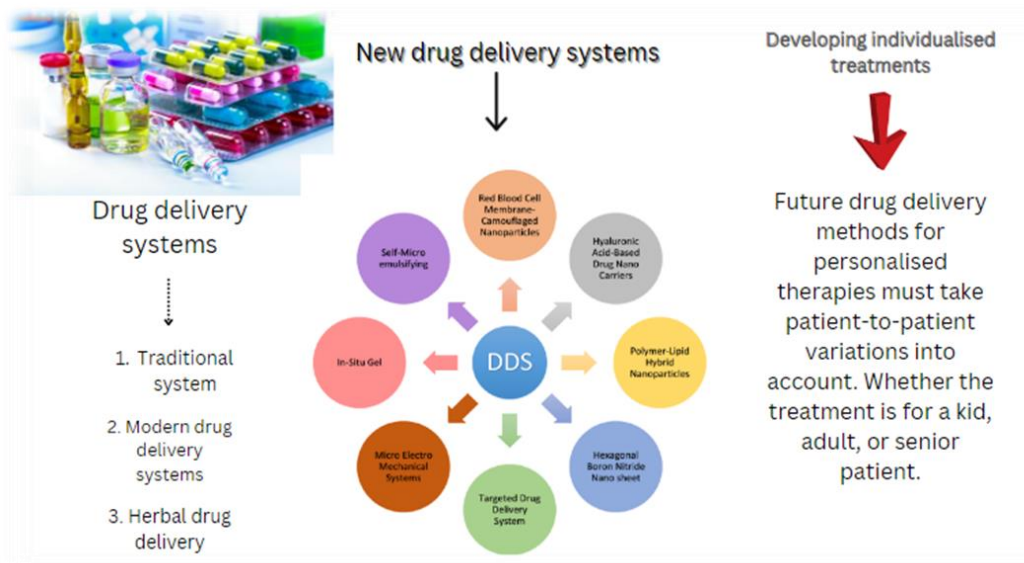 Drug delivery
systems
1. Traditional
system
2. Modern drug
delivery
systems
3. Herbal drug
delivery
New drug delivery systems
Red Blood Cell
Membrane-
Camouflaged
Nanoparticles
Hyaluronic
Acid-Based
Drug Nano
Carriers
Polymer-Lipid
Hybrid
Nanoparticles
Hexagonal
Boron Nitride
Nano sheet
Targeted Drug
Delivery
System
Micro Electro
Mechanical
Systems
In-Situ Gel
Self-Micro
emulsifying
DDS
Developing individualised
treatments
Future drug delivery
methods for
personalised
therapies must take
patient-to-patient
variations into
account. Whether the
treatment is for a kid,
adult, or senior
patient.